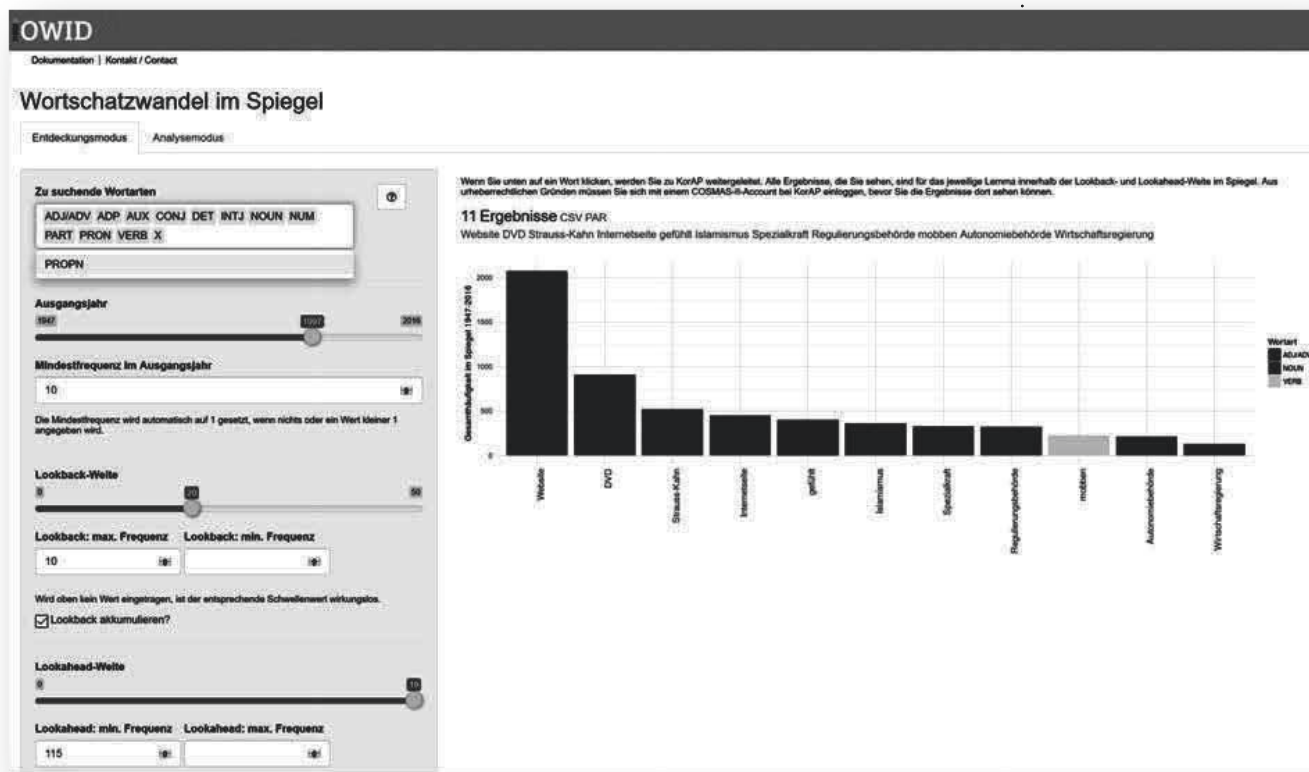 OWID
Dokumentation | Kontakt / Contact
Wortschatzwandel im Spiegel
Entdeckungsmodus Analysemodus
Zu suchende Wortarten
ADJ/ADV ADP AUX CONJ DET INTJ NOUN NUM
PART PRON VERB X
PROPN
Ausgangsjahr
1947 1997 2016
Mindestfrequenz im Ausgangsjahr
10
Die Mindestfrequenz wird automatisch auf 1 gesetzt, wenn nichts oder ein Wert kleiner 1
angegeben wird.
Lookback-Weite
0 20 50
Lookback: max. Frequenz Lookback: min. Frequenz
10
Wird oben kein Wert eingetragen, ist der entsprechende Schwellenwert wirkungslos.
Lookback akkumulieren?
Lookahead-Weite
0 19
Lookahead: min. Frequenz Lookahead: max. Frequenz
115
Wenn Sie unten auf ein Wort klicken, werden Sie zu KorAP weitergeleitet. Alle Ergebnisse, die Sie sehen, sind für das jeweilige Lemma innerhalb der Lookback- und Lookahead-Weite im Spiegel. Aus
urheberrechtlichen Gründen müssen Sie sich mit einem COSMAS-II-Account bei KorAP einloggen, bevor Sie die Ergebnisse dort sehen können.
11 Ergebnisse CSV PAR
Website DVD Strauss-Kahn Internetseite gefühlt Islamismus Spezialkraft Regulierungsbehörde mobben Autonomiebehörde Wirtschaftsregierung
Gesamthäufigkeit im Spiegel 1947-2016
2000
1500
1000
500
0
Website
DVD
Strauss-Kahn
Internetseite
gefühlt
Islamismus
Spezialkraft
Regulierungsbehörde
mobben
Autonomiebehörde
Wirtschaftsregierung
Wortart
ADJ/ADV
NOUN
VERB